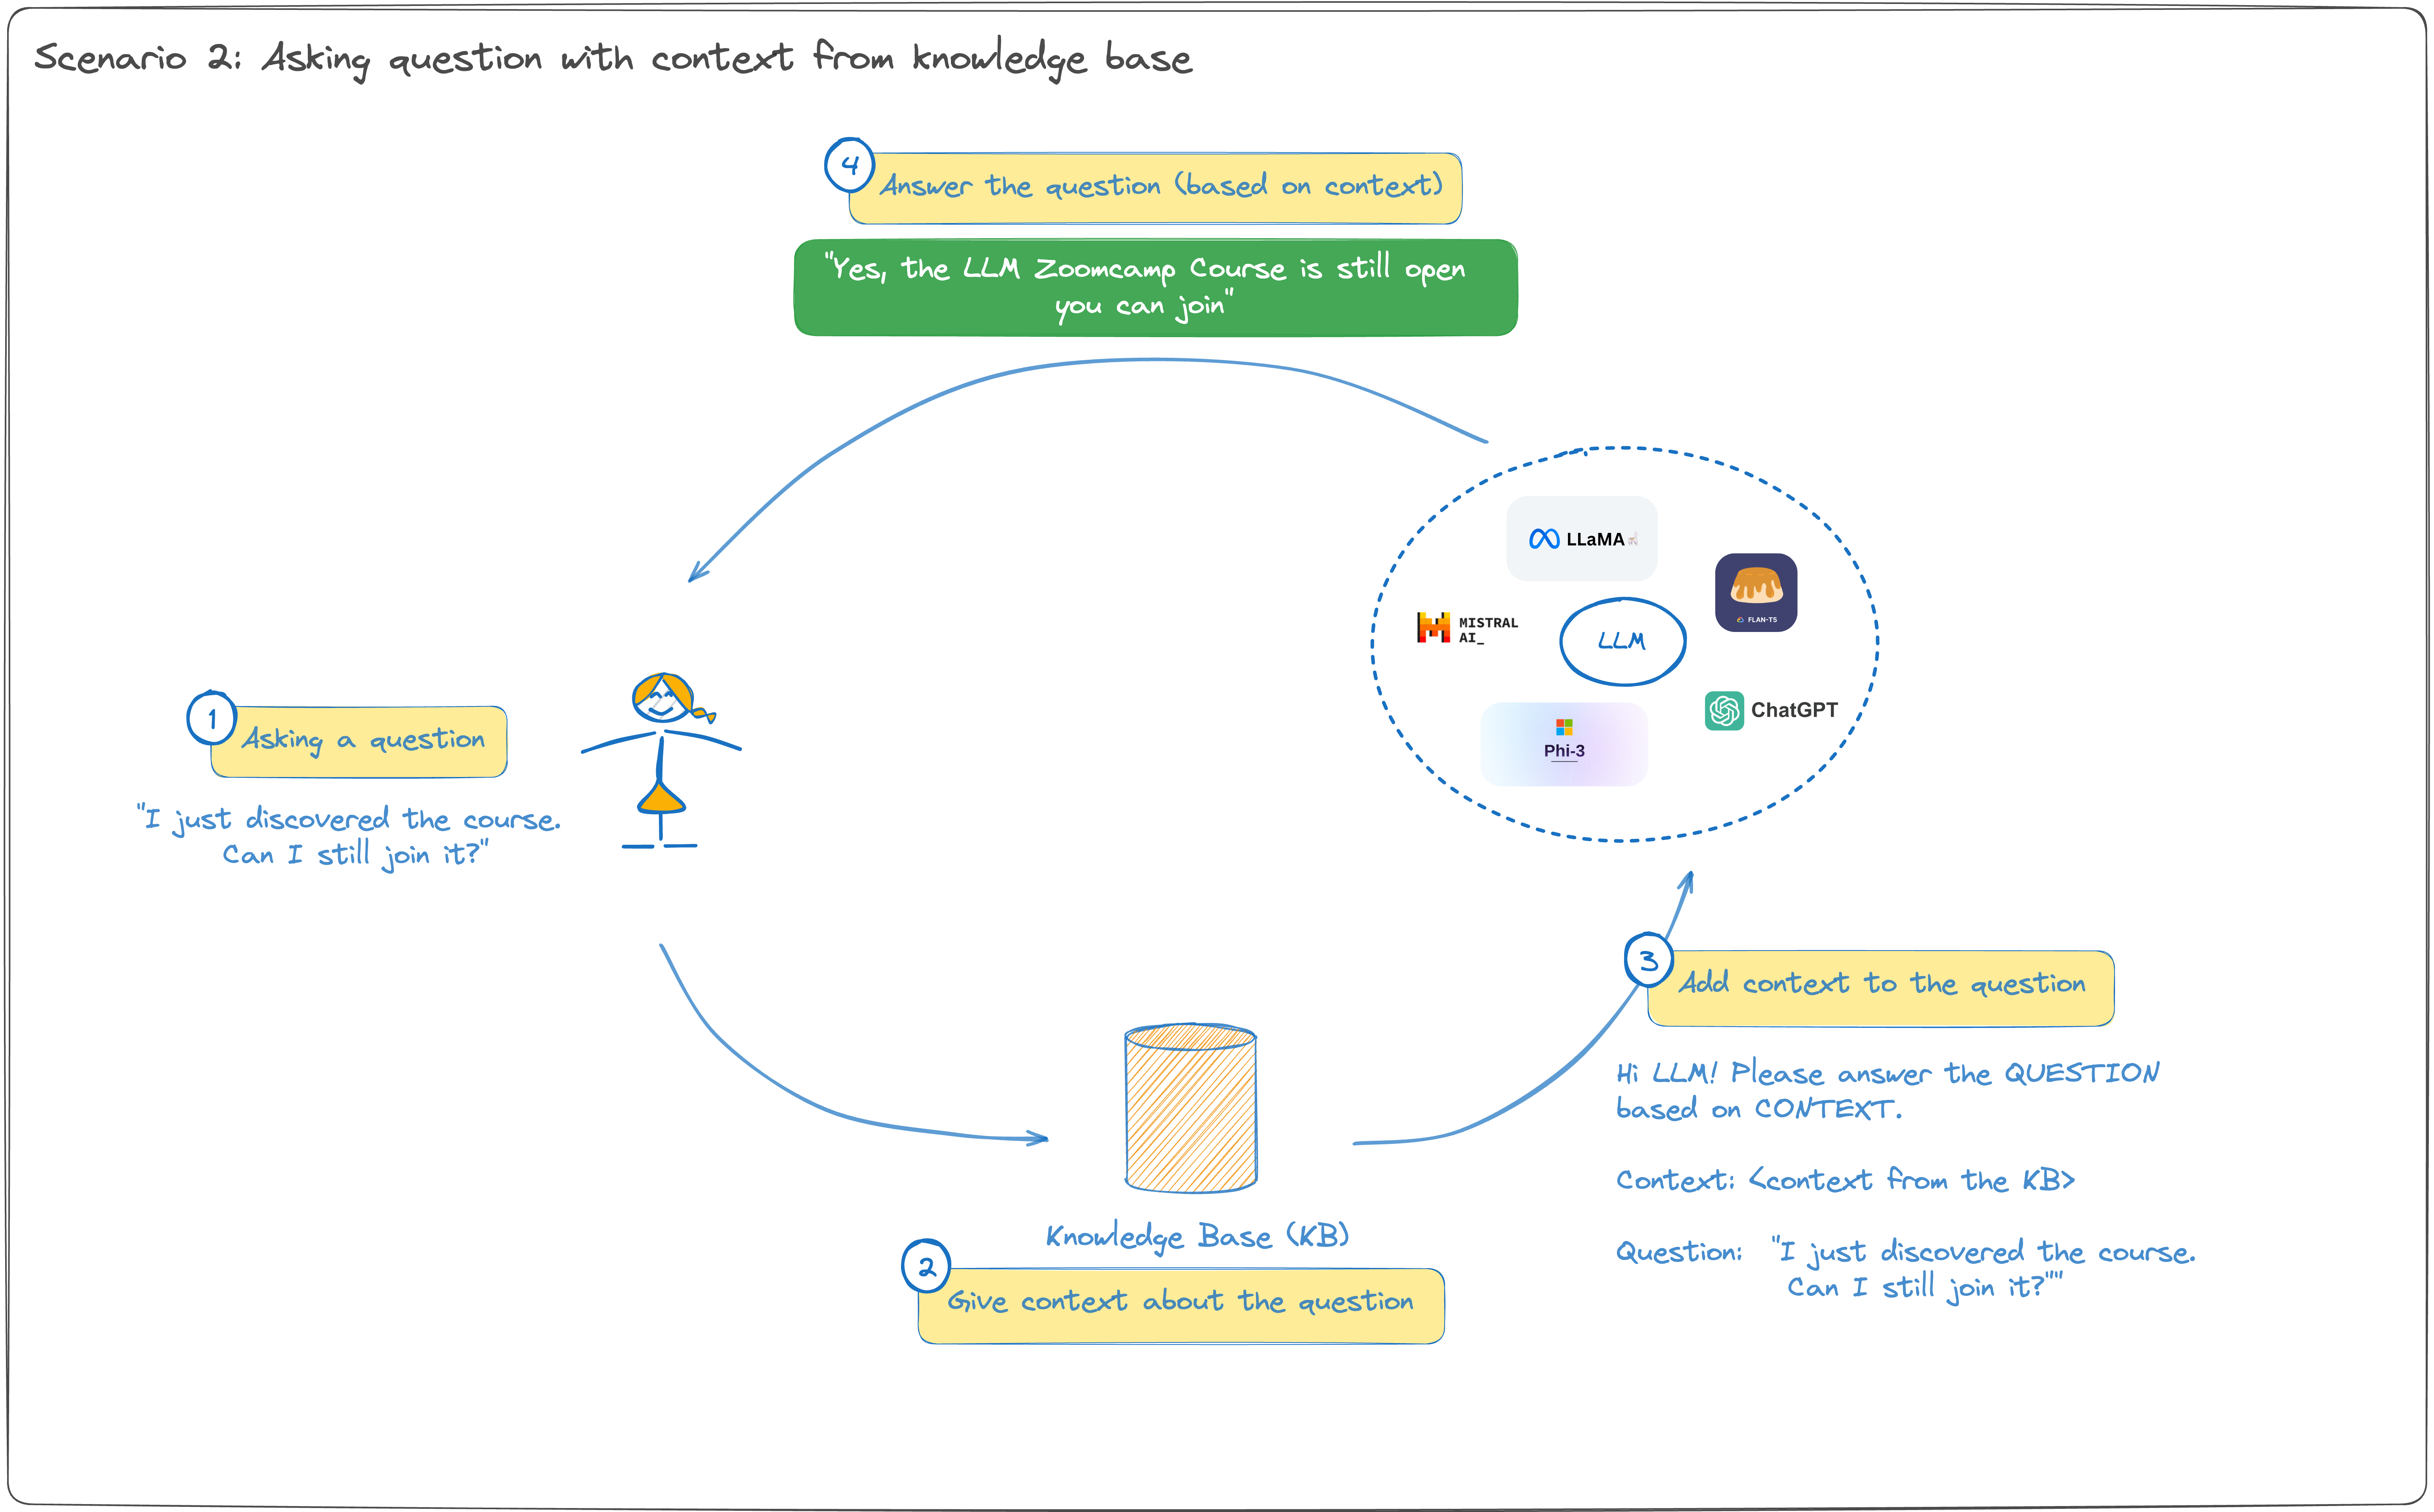 Scenario 2: Asking question with context from knowledge base
4
Answer the question (based on context)
"Yes, the LLM Zoomcamp Course is still open
you can join"
LLaMA
FLAN-T5
MISTRAL
AI_
LLM
ChatGPT
Phi-3
1
Asking a question
"I just discovered the course.
Can I still join it?"
3
Add context to the question
Hi LLM! Please answer the QUESTION
based on CONTEXT.
Context: <context from the KB>
Question: "I just discovered the course.
Can I still join it?""
Knowledge Base (KB)
2
Give context about the question